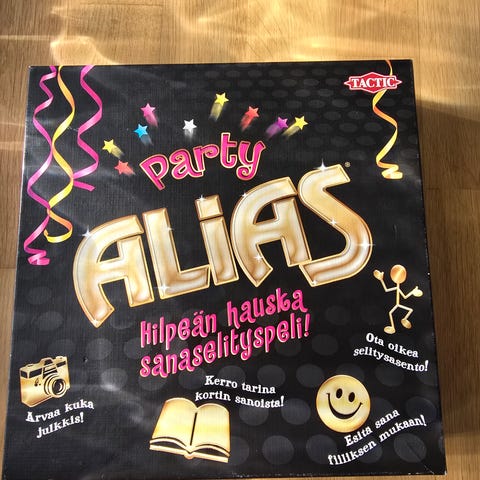 TACTIC
Party
ALiAS®
Hilpeän hauska
sanaselityspeli!
Ota oikea
selitysasento!
Kerro tarina
kortin sanoista!
Arvaa kuka
julkkis!
Esitä sana
fiiliksen mukaan!